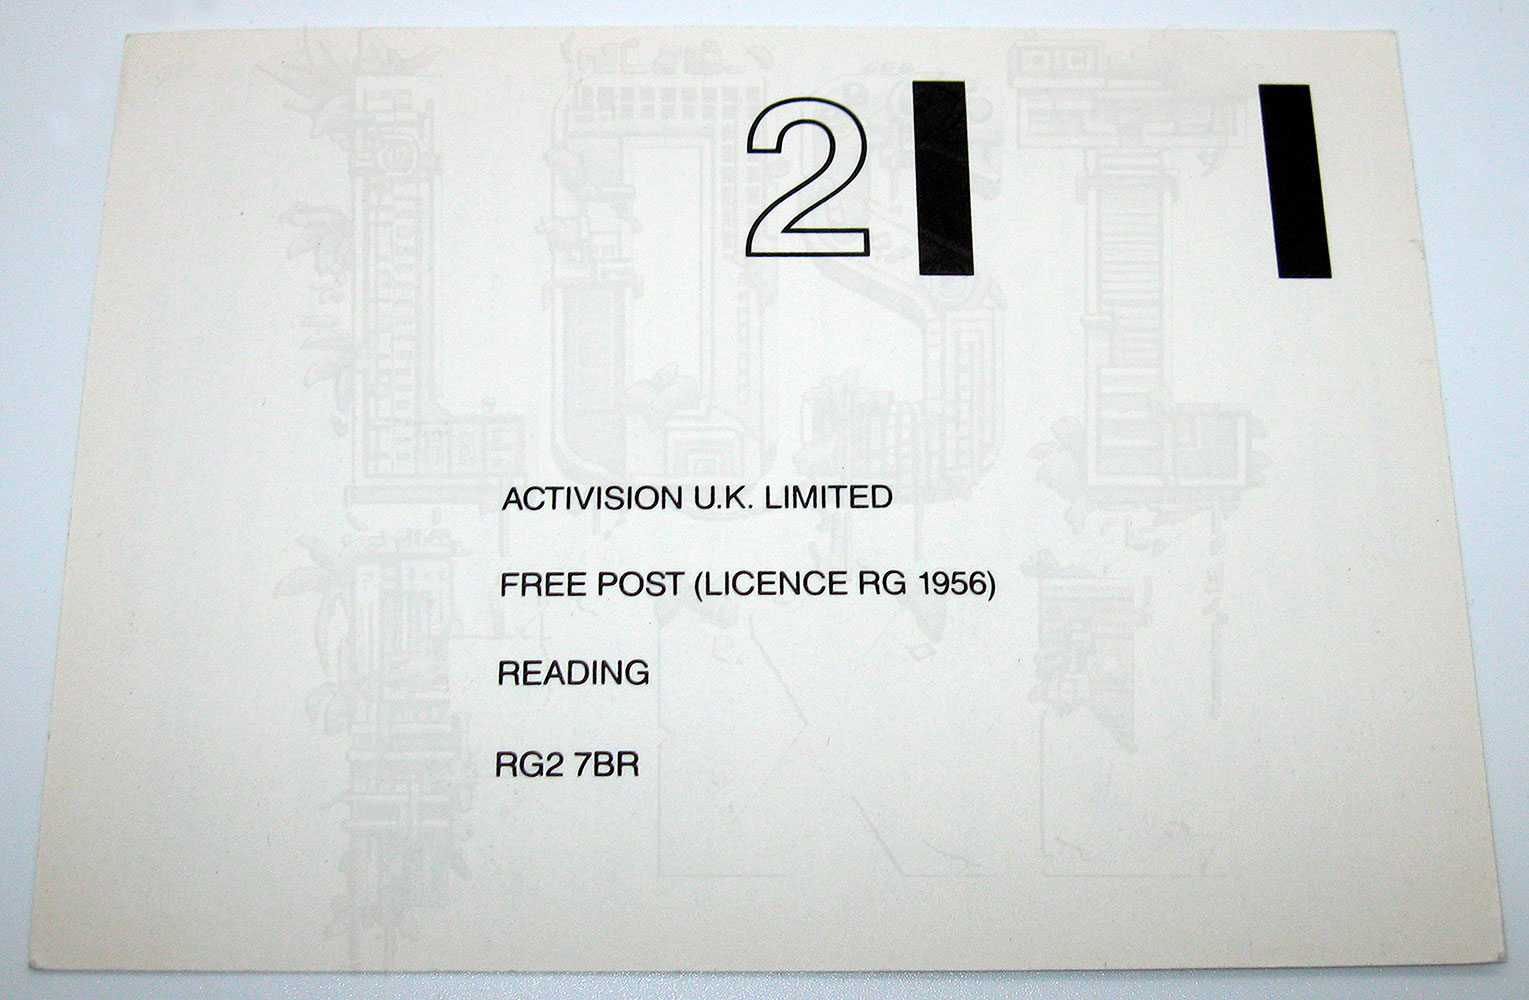 2
ACTIVISION U.K. LIMITED
FREE POST (LICENCE RG 1956)
READING
RG2 7BR